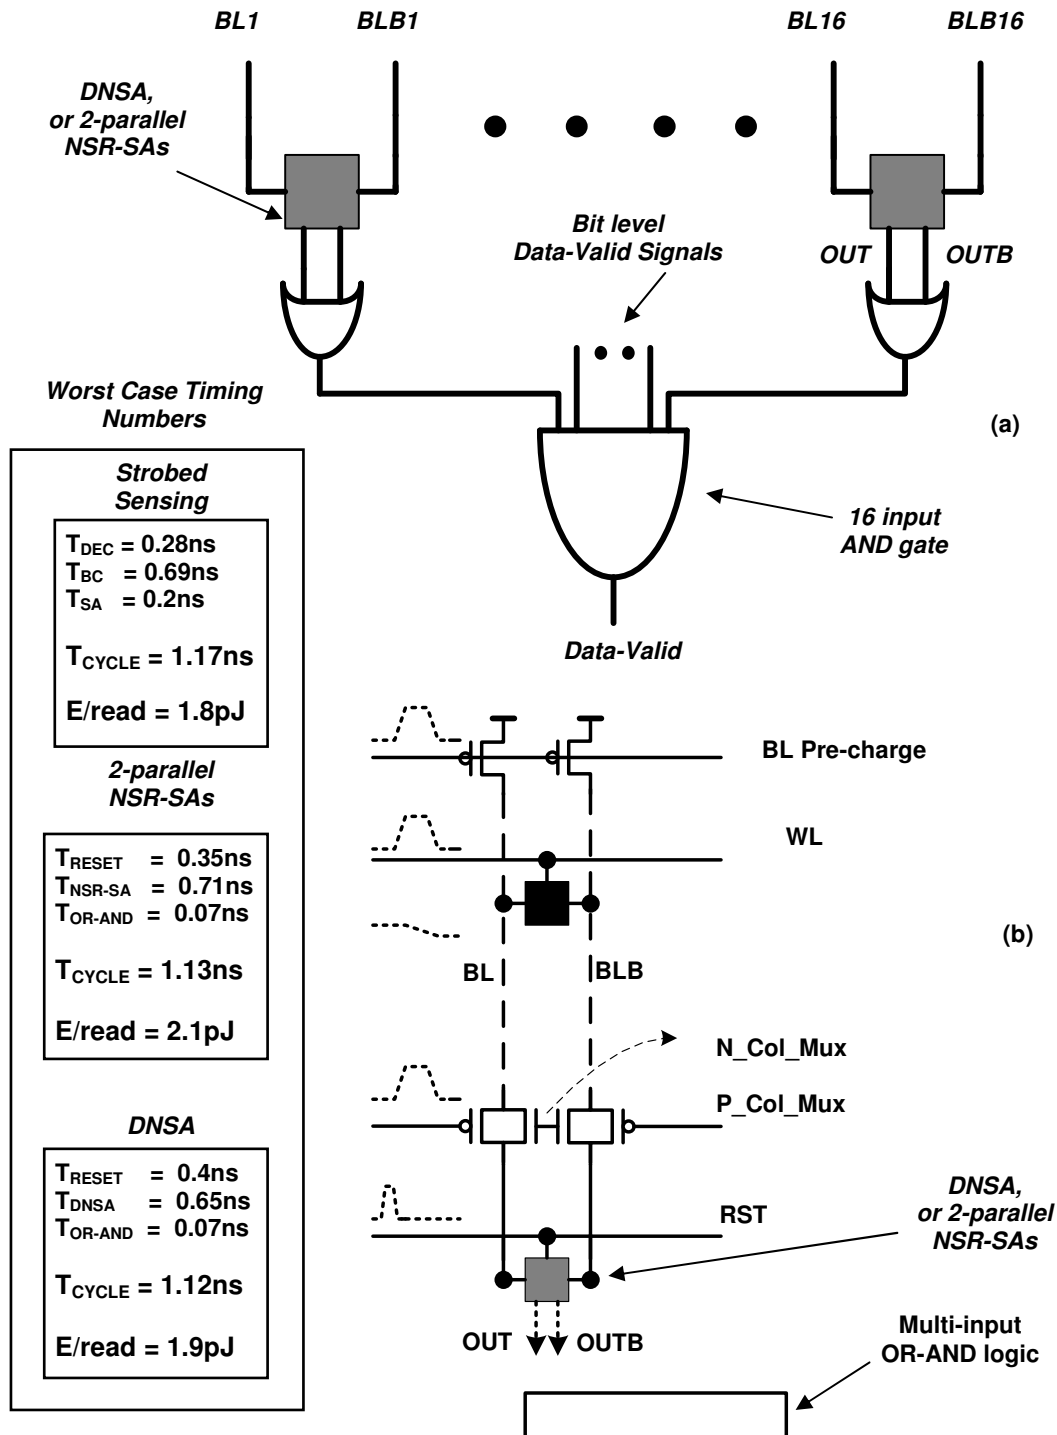 BL1 BLB1 BL16 BLB16
DNSA,
or 2-parallel
NSR-SAs
Bit level
Data-Valid Signals
OUT OUTB
Worst Case Timing
Numbers
(a)
16 input
AND gate
Data-Valid
Strobed
Sensing
TDEC = 0.28ns
TBC = 0.69ns
TSA = 0.2ns
TCYCLE = 1.17ns
E/read = 1.8pJ
2-parallel
NSR-SAs
TRESET = 0.35ns
TNSR-SA = 0.71ns
TOR-AND = 0.07ns
TCYCLE = 1.13ns
E/read = 2.1pJ
DNSA
TRESET = 0.4ns
TDNSA = 0.65ns
TOR-AND = 0.07ns
TCYCLE = 1.12ns
E/read = 1.9pJ
BL Pre-charge
WL
(b)
BL BLB
N_Col_Mux
P_Col_Mux
RST
DNSA,
or 2-parallel
NSR-SAs
OUT OUTB
Multi-input
OR-AND logic